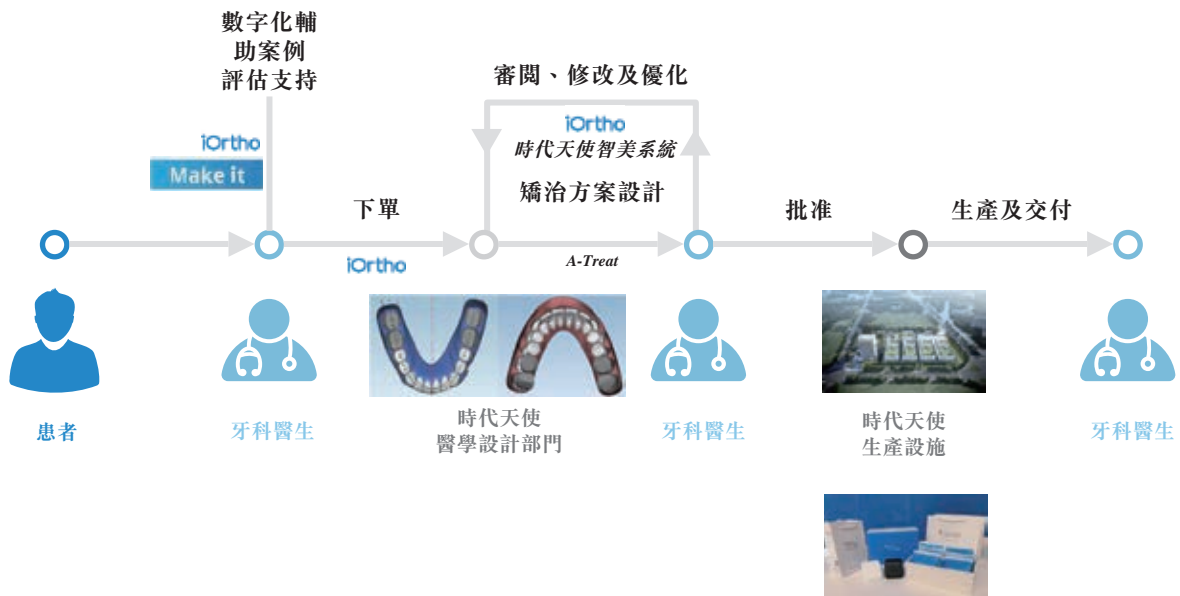 數字化輔
助案例
評估支持
iOrtho
Make it
審閱、修改及優化
iOrtho
時代天使智美系統
矯治方案設計
下單
iOrtho
A-Treat
批准
生產及交付
患者
牙科醫生
時代天使
醫學設計部門
牙科醫生
時代天使
生產設施
牙科醫生